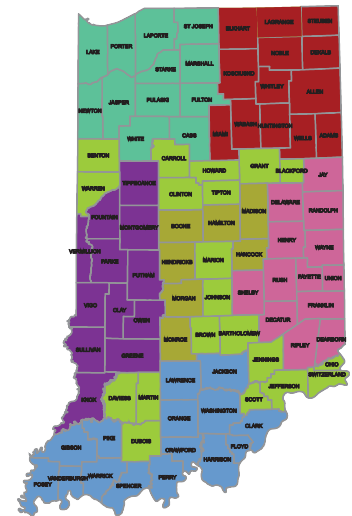 LAGRANGE STEUBEN
ST JOSEPH
ELKHART
LAPORTE
PORTER
LAKE
NOBLE DEKALB
MARSHALL
STARKE
KOSCIUSKO
WHITLEY
ALLEN
PULASKI FULTON
JASPER
NEWTON
WABASH HUNTINGTON
MIAMI
CASS
WHITE
WELLS ADAMS
BENTON
CARROLL
GRANT
HOWARD
BLACKFORD
JAY
TIPPECANOE
WARREN
CLINTON
TIPTON
DELAWARE
MADISON
RANDOLPH
FOUNTAIN
MONTGOMERY
BOONE
HAMILTON
HENRY
WAYNE
VERMILLION
PARKE
HENDRICKS
MARION
HANCOCK
PUTNAM
RUSH
FAYETTE UNION
SHELBY
MORGAN
JOHNSON
VIGO
CLAY
OWEN
FRANKLIN
DECATUR
BROWN
BARTHOLOMEW
MONROE
DEARBORN
RIPLEY
SULLIVAN
GREENE
JENNINGS
OHIO
SWITZERLAND
LAWRENCE
JACKSON
JEFFERSON
KNOX
DAVIESS
MARTIN
SCOTT
WASHINGTON
ORANGE
CLARK
PIKE
DUBOIS
GIBSON
CRAWFORD
FLOYD
HARRISON
POSEY
VANDERBURGH
WARRICK
PERRY
SPENCER